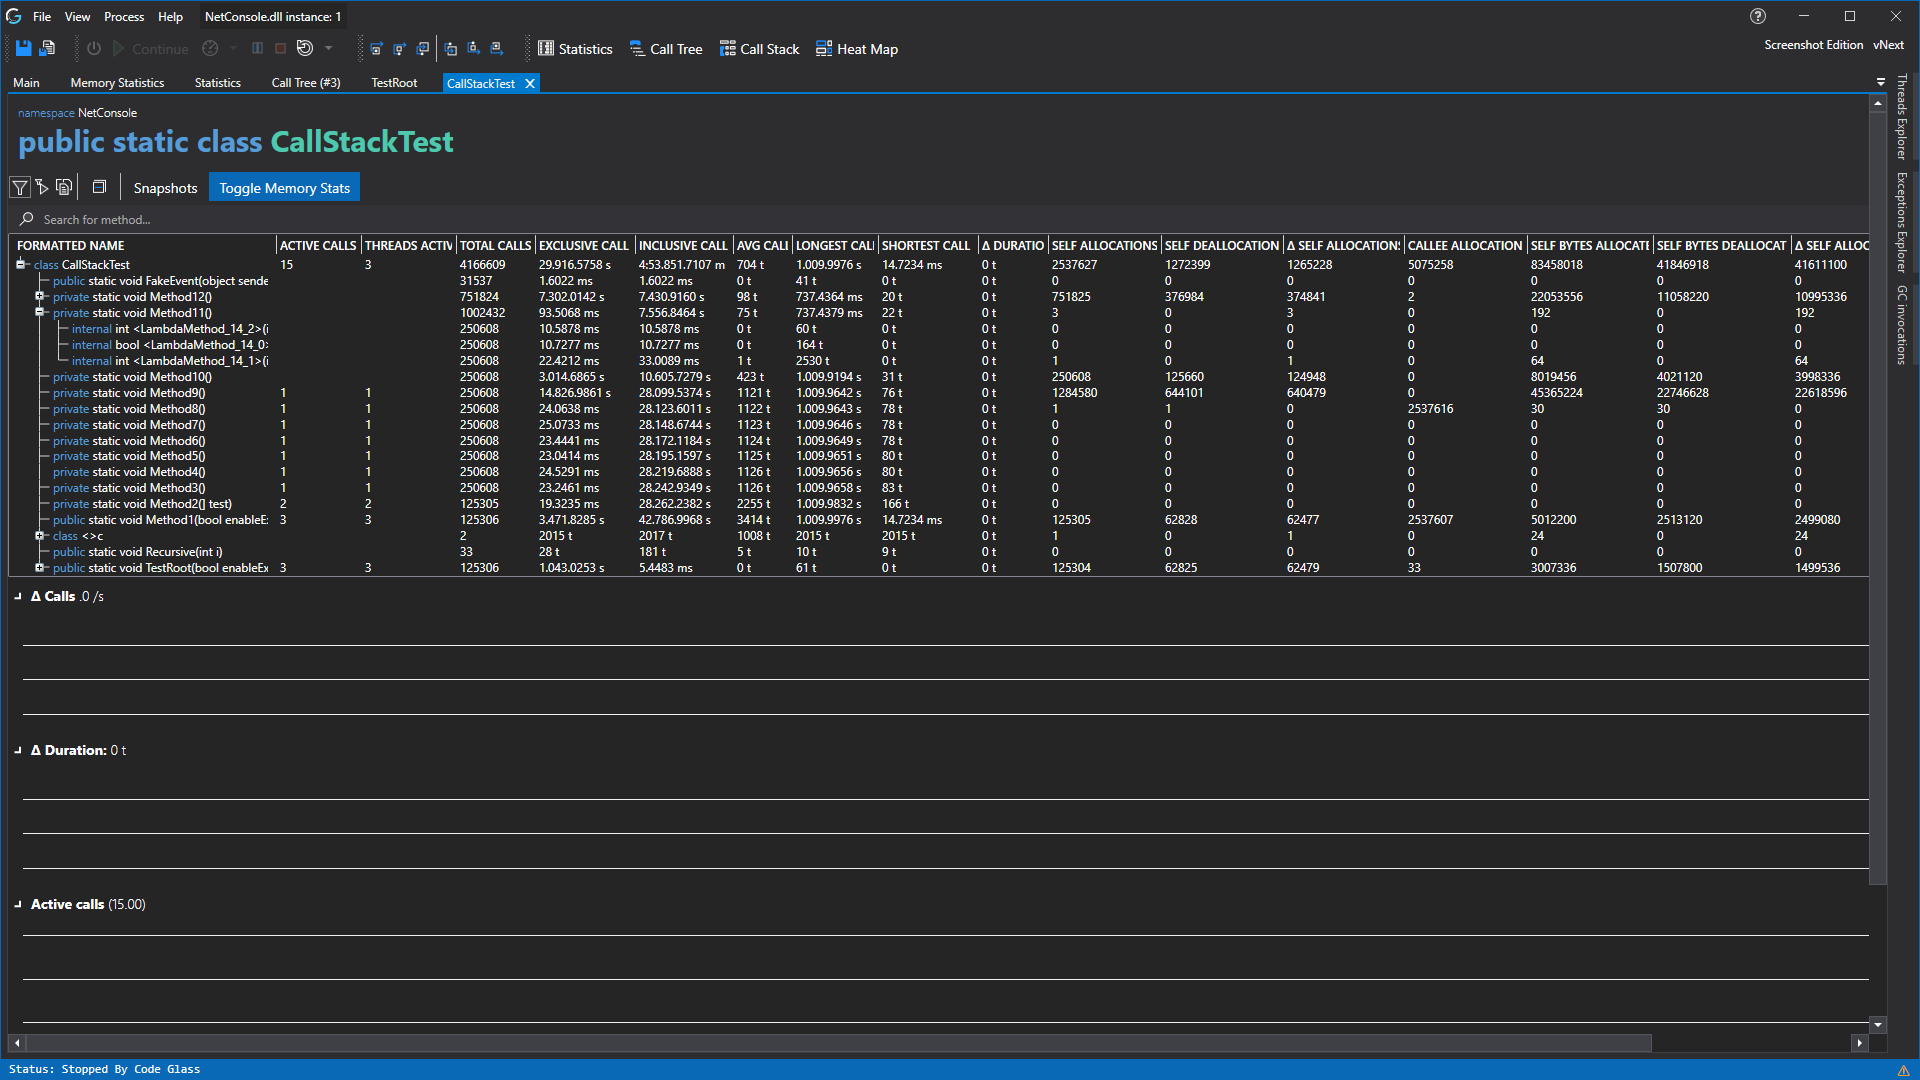 File View Process Help NetConsole.dll instance: 1
Continue Statistics Call Tree Call Stack Heat Map Screenshot Edition vNext
Main Memory Statistics Statistics Call Tree (#3) TestRoot CallStackTest
namespace NetConsole
public static class CallStackTest
Snapshots Toggle Memory Stats
Search for method...
FORMATTED NAME ACTIVE CALLS THREADS ACTIV TOTAL CALLS EXCLUSIVE CALL INCLUSIVE CALL AVG CALI LONGEST CALI SHORTEST CALL Δ DURATIO SELF ALLOCATIONS SELF DEALLOCATION Δ SELF ALLOCATION: CALLEE ALLOCATION SELF BYTES ALLOCATE SELF BYTES DEALLOCAT Δ SELF ALLOC
class CallStackTest 15 3 4166609 29.916.5758 s 4:53.851.7107 m 704 t 1.009.9976 s 14.7234 ms 0 t 2537627 1272399 1265228 5075258 83458018 41846918 41611100
public static void FakeEvent(object sende 31537 1.6022 ms 1.6022 ms 0 t 41 t 0 t 0 t 0 0 0 0 0 0 0
private static void Method12() 751824 7.302.0142 s 7.430.9160 s 98 t 737.4364 ms 20 t 0 t 751825 376984 374841 2 22053556 11058220 10995336
private static void Method11() 1002432 93.5068 ms 7.556.8464 s 75 t 737.4379 ms 22 t 0 t 3 0 3 0 192 0 192
internal int <LambdaMethod_14_2>(i 250608 10.5878 ms 10.5878 ms 0 t 60 t 0 t 0 t 0 0 0 0 0 0 0
internal bool <LambdaMethod_14_0> 250608 10.7277 ms 10.7277 ms 0 t 164 t 0 t 0 t 0 0 0 0 0 0 0
internal int <LambdaMethod_14_1>(i 250608 22.4212 ms 33.0089 ms 1 t 2530 t 0 t 0 t 1 0 1 0 64 0 64
private static void Method10() 250608 3.014.6865 s 10.605.7279 s 423 t 1.009.9194 s 31 t 0 t 250608 125660 124948 0 8019456 4021120 3998336
private static void Method9() 1 1 250608 14.826.9861 s 28.099.5374 s 1121 t 1.009.9642 s 76 t 0 t 1284580 644101 640479 0 45365224 22746628 22618596
private static void Method8() 1 1 250608 24.0638 ms 28.123.6011 s 1122 t 1.009.9643 s 78 t 0 t 1 1 0 2537616 30 30 0
private static void Method7() 1 1 250608 25.0733 ms 28.148.6744 s 1123 t 1.009.9646 s 78 t 0 t 0 0 0 0 0 0 0
private static void Method6() 1 1 250608 23.4441 ms 28.172.1184 s 1124 t 1.009.9649 s 78 t 0 t 0 0 0 0 0 0 0
private static void Method5() 1 1 250608 23.0414 ms 28.195.1597 s 1125 t 1.009.9651 s 80 t 0 t 0 0 0 0 0 0 0
private static void Method4() 1 1 250608 24.5291 ms 28.219.6888 s 1126 t 1.009.9656 s 80 t 0 t 0 0 0 0 0 0 0
private static void Method3() 1 1 250608 23.2461 ms 28.242.9349 s 1126 t 1.009.9658 s 83 t 0 t 0 0 0 0 0 0 0
private static void Method2([] test) 2 2 125305 19.3235 ms 28.262.2382 s 2255 t 1.009.9832 s 166 t 0 t 0 0 0 0 0 0 0
public static void Method1(bool enableE: 3 3 125306 3.471.8285 s 42.786.9968 s 3414 t 1.009.9976 s 14.7234 ms 0 t 125305 62828 62477 2537607 5012200 2513120 2499080
class <>c 2 2015 t 2017 t 1008 t 2015 t 2015 t 0 t 1 0 1 0 24 0 24
public static void Recursive(int i) 33 28 t 181 t 5 t 10 t 9 t 0 t 0 0 0 0 0 0 0
public static void TestRoot(bool enableEx 3 3 125306 1.043.0253 s 5.4483 ms 0 t 61 t 0 t 0 t 125304 62825 62479 33 3007336 1507800 1499536
Δ Calls .0 /s
Δ Duration: 0 t
Active calls (15.00)
Threads Explorer
Exceptions Explorer
GC invocations
Status: Stopped By Code Glass